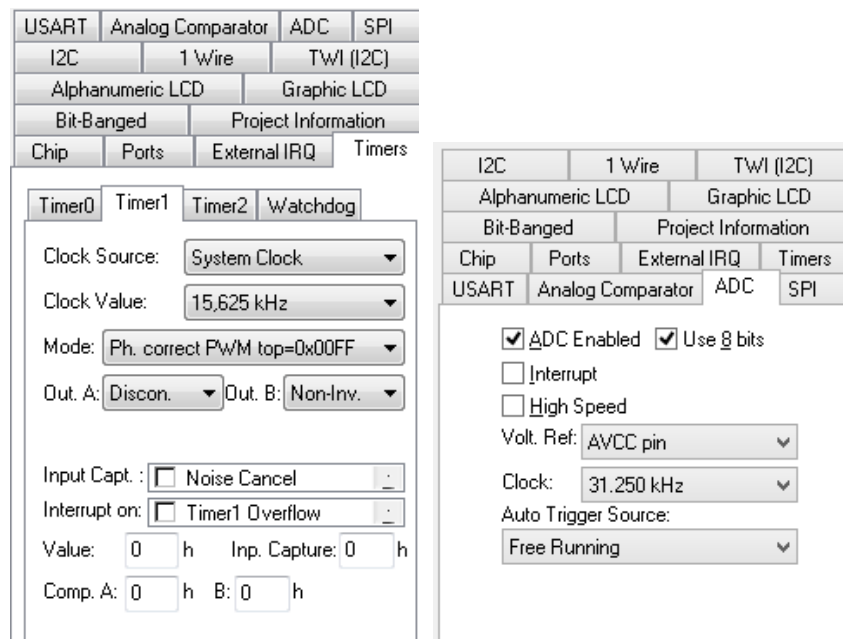 USART Analog Comparator ADC SPI
I2C 1 Wire TWI (I2C)
Alphanumeric LCD Graphic LCD
Bit-Banged Project Information
Chip Ports External IRQ Timers
Timer0 Timer1 Timer2 Watchdog
Clock Source: System Clock
Clock Value: 15,625 kHz
Mode: Ph. correct PWM top=0x00FF
Out. A: Discon. Out. B: Non-Inv.
Input Capt. : Noise Cancel
Interrupt on: Timer1 Overflow
Value: 0 h Inp. Capture: 0 h
Comp. A: 0 h B: 0 h
I2C 1 Wire TWI (I2C)
Alphanumeric LCD Graphic LCD
Bit-Banged Project Information
Chip Ports External IRQ Timers
USART Analog Comparator ADC SPI
ADC Enabled Use 8 bits
Interrupt
High Speed
Volt. Ref: AVCC pin
Clock: 31.250 kHz
Auto Trigger Source:
Free Running